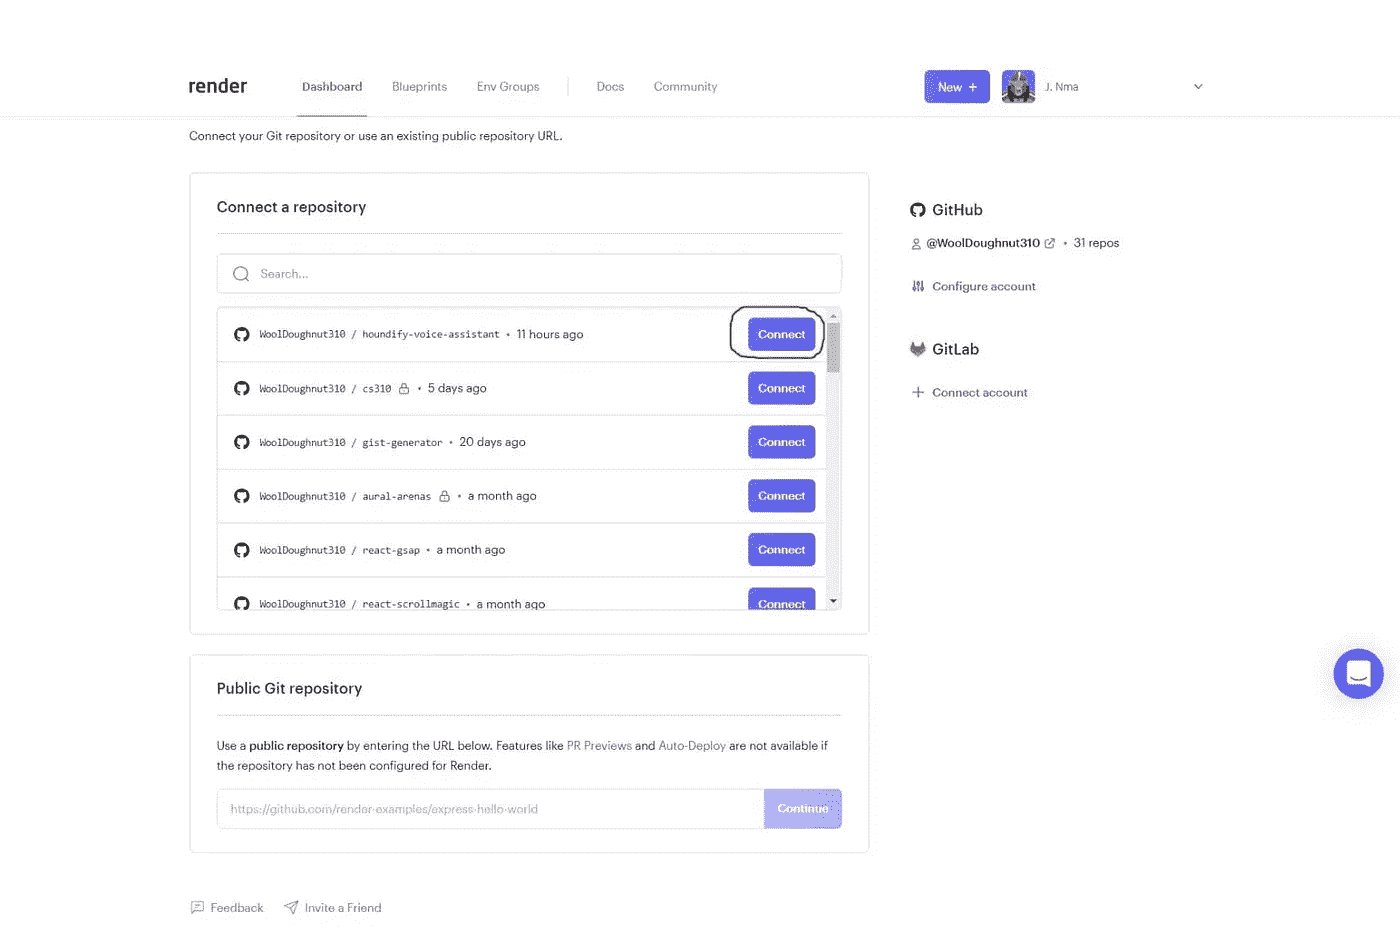 render Dashboard Blueprints Env Groups Docs Community New + J. Nma
Connect your Git repository or use an existing public repository URL.
Connect a repository
Search...
WoolDoughnut310 / houndify-voice-assistant • 11 hours ago Connect
WoolDoughnut310 / cs310 • 5 days ago Connect
WoolDoughnut310 / gist-generator • 20 days ago Connect
WoolDoughnut310 / aural-arenas • a month ago Connect
WoolDoughnut310 / react-gsap • a month ago Connect
WoolDoughnut310 / react-scrollmagic • a month ago Connect
Public Git repository
Use a public repository by entering the URL below. Features like PR Previews and Auto-Deploy are not available if
the repository has not been configured for Render.
https://github.com/render-examples/express-hello-world Continue
Feedback Invite a Friend
GitHub
@WoolDoughnut310 • 31 repos
Configure account
GitLab
+ Connect account